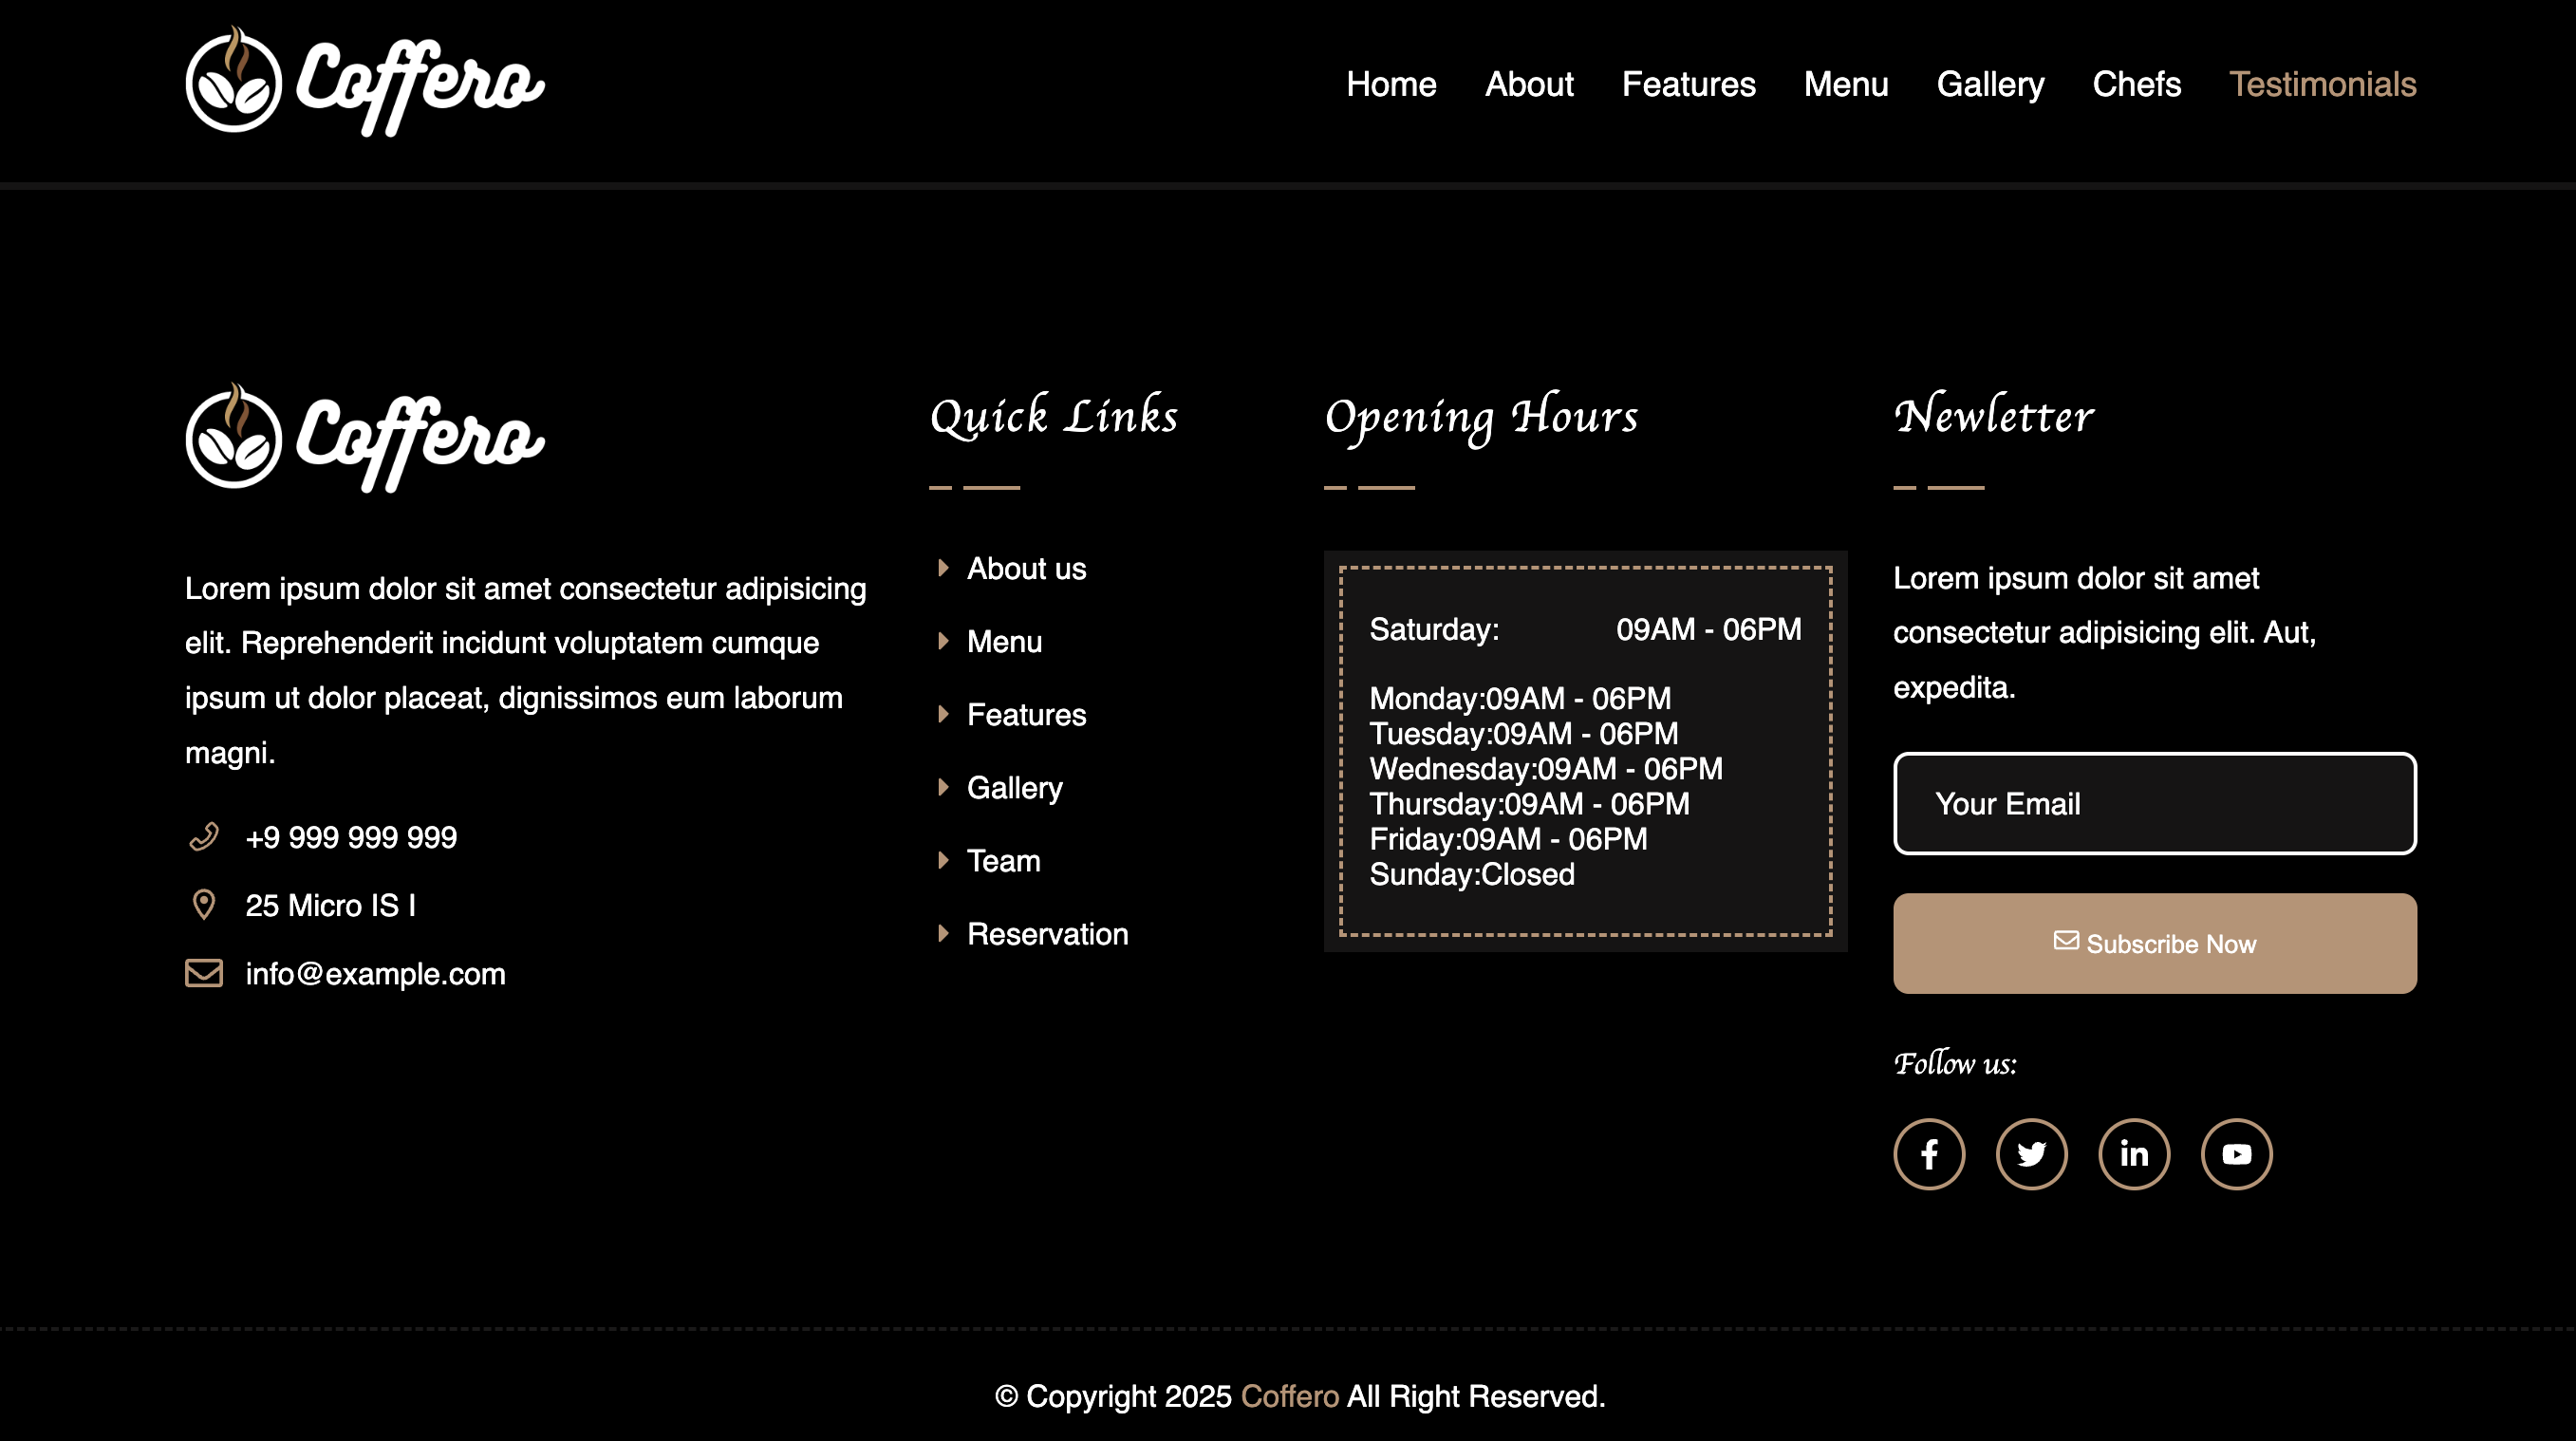 Coffero
Home About Features Menu Gallery Chefs Testimonials
Coffero
Lorem ipsum dolor sit amet consectetur adipisicing
elit. Reprehenderit incidunt voluptatem cumque
ipsum ut dolor placeat, dignissimos eum laborum
magni.
+9 999 999 999
25 Micro IS I
info@example.com
Quick Links
About us
Menu
Features
Gallery
Team
Reservation
Opening Hours
Saturday: 09AM - 06PM
Monday:09AM - 06PM
Tuesday:09AM - 06PM
Wednesday:09AM - 06PM
Thursday:09AM - 06PM
Friday:09AM - 06PM
Sunday:Closed
Newletter
Lorem ipsum dolor sit amet
consectetur adipisicing elit. Aut,
expedita.
Your Email
Subscribe Now
Follow us:
© Copyright 2025 Coffero All Right Reserved.